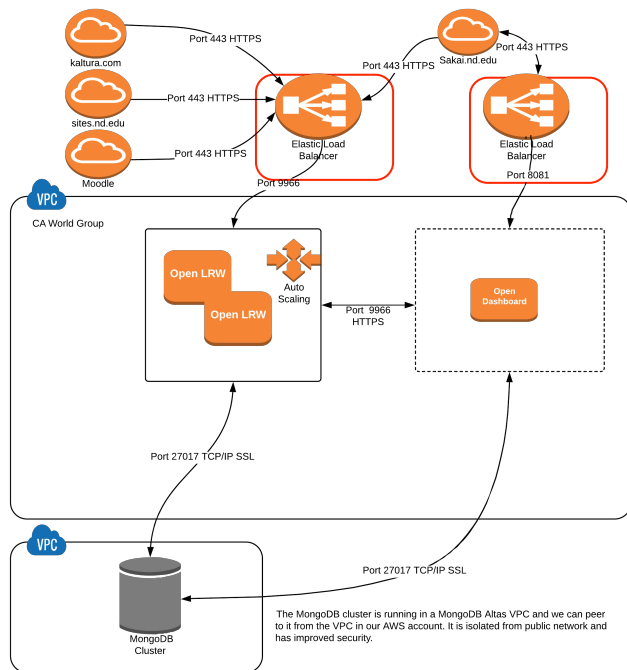 kaltura.com
Port 443 HTTPS
Sakai.nd.edu
Port 443 HTTPS
Port 443 HTTPS
sites.nd.edu
Port 443 HTTPS
Moodle
Port 443 HTTPS
Elastic Load
Balancer
Elastic Load
Balancer
Port 9966
Port 8081
VPC
CA World Group
Open LRW
Open LRW
Auto
Scaling
Port 9966
HTTPS
Open
Dashboard
Port 27017 TCP/IP SSL
VPC
Port 27017 TCP/IP SSL
MongoDB
Cluster
The MongoDB cluster is running in a MongoDB Altas VPC and we can peer
to it from the VPC in our AWS account. It is isolated from public network and
has improved security.